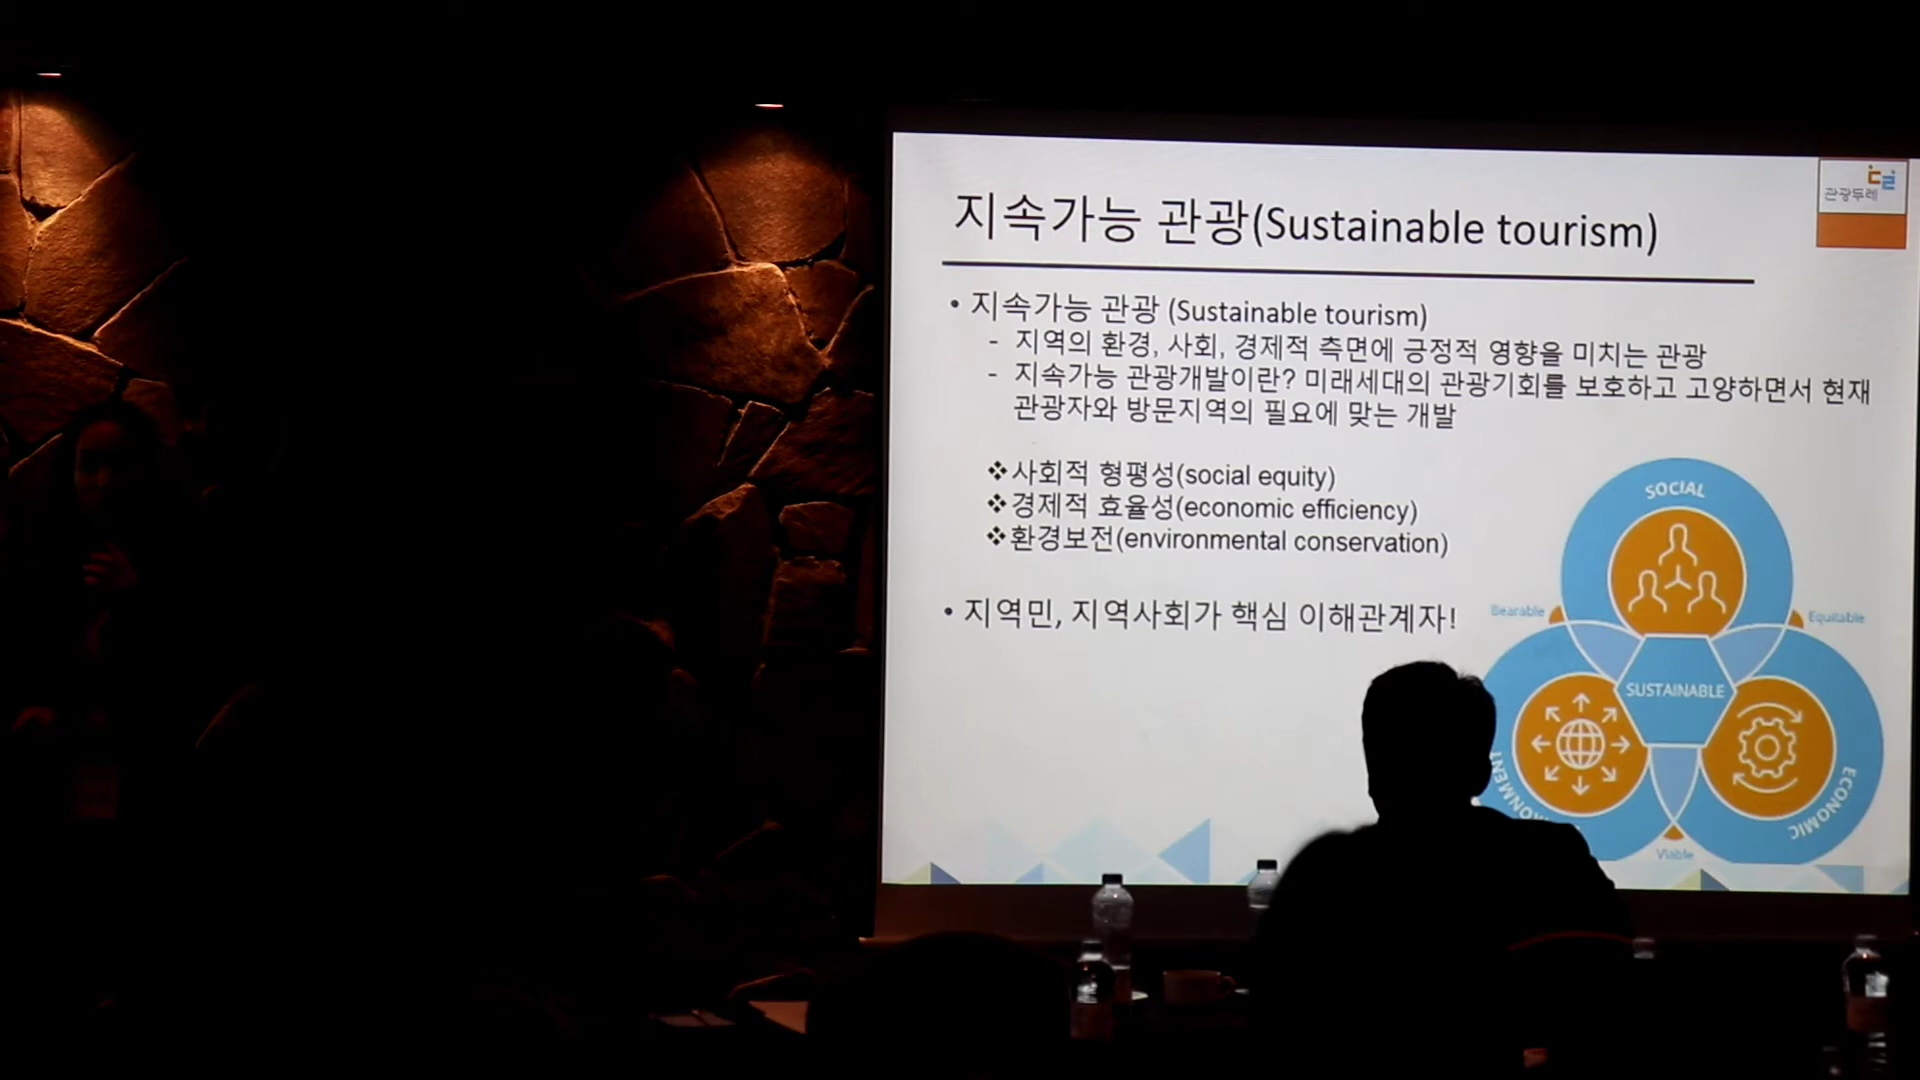 관광두레
지속가능 관광(Sustainable tourism)
• 지속가능 관광 (Sustainable tourism)
- 지역의 환경, 사회, 경제적 측면에 긍정적 영향을 미치는 관광
- 지속가능 관광개발이란? 미래세대의 관광기회를 보호하고 고양하면서 현재
관광자와 방문지역의 필요에 맞는 개발
❖사회적 형평성(social equity)
❖경제적 효율성(economic efficiency)
❖환경보전(environmental conservation)
• 지역민, 지역사회가 핵심 이해관계자!
SOCIAL
Bearable
Equitable
SUSTAINABLE
ECONOMIC
Viable